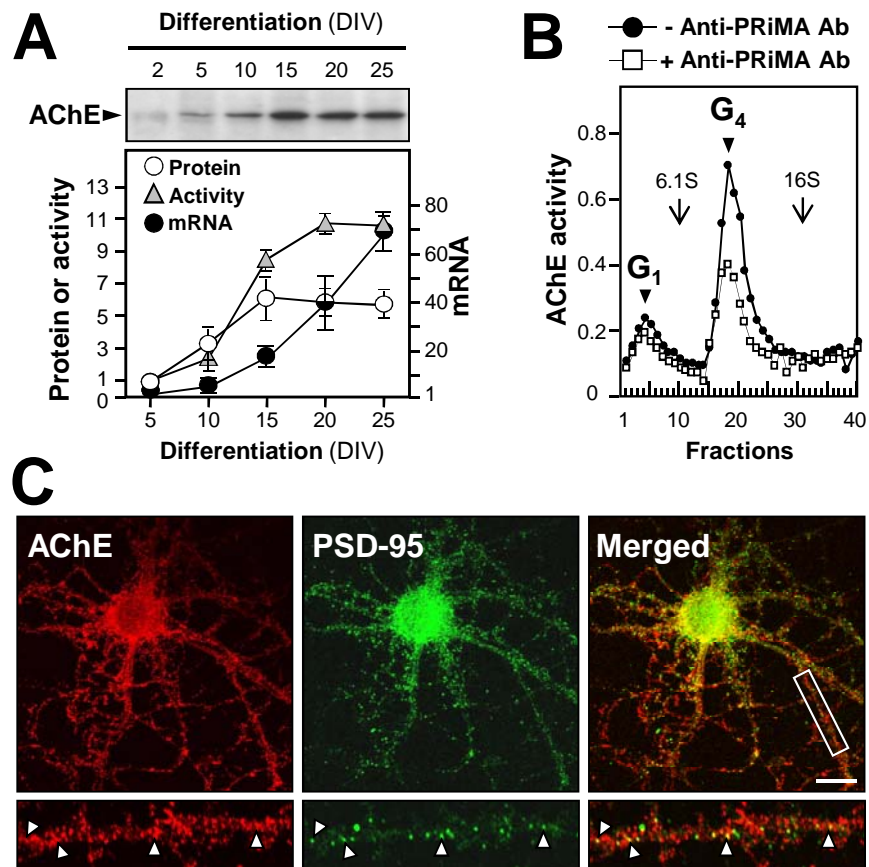 A
Differentiation (DIV)
2 5 10 15 20 25
AChE
Protein
Activity
mRNA
Protein or activity
13
11
9
7
5
3
1
0
mRNA
80
60
40
20
1
5 10 15 20 25
Differentiation (DIV)
B
- Anti-PRiMA Ab
+ Anti-PRiMA Ab
AChE activity
0.8
0.6
0.4
0.2
0
G1
6.1S
G4
16S
1 10 20 30 40
Fractions
C
AChE
PSD-95
Merged